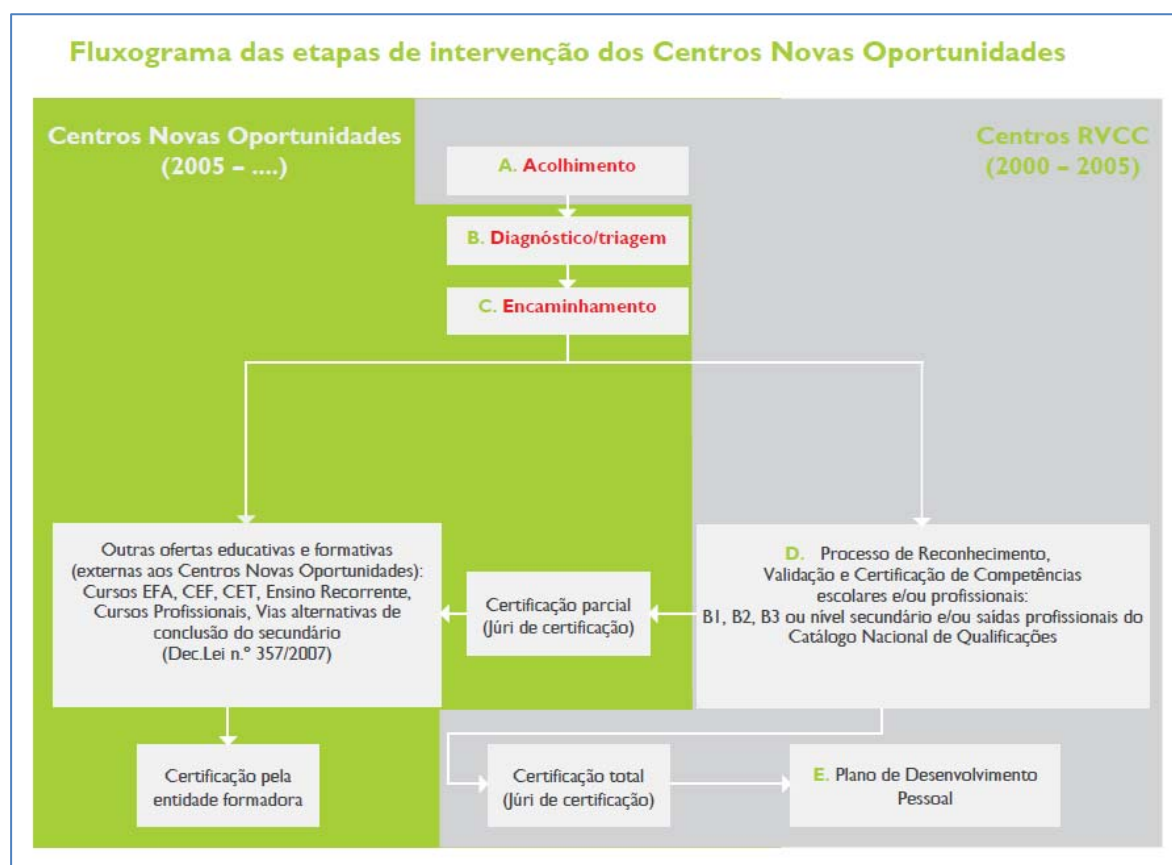 Fluxograma das etapas de intervenção dos Centros Novas Oportunidades
Centros Novas Oportunidades
(2005 – ....)
Centros RVCC
(2000 – 2005)
A. Acolhimento
B. Diagnóstico/triagem
C. Encaminhamento
Outras ofertas educativas e formativas
(externas aos Centros Novas Oportunidades):
Cursos EFA, CEF, CET, Ensino Recorrente,
Cursos Profissionais, Vias alternativas de
conclusão do secundário
(Dec.Lei n.º 357/2007)
Certificação parcial
(Júri de certificação)
D. Processo de Reconhecimento,
Validação e Certificação de Competências
escolares e/ou profissionais:
B1, B2, B3 ou nível secundário e/ou saídas profissionais do
Catálogo Nacional de Qualificações
Certificação pela
entidade formadora
Certificação total
(Júri de certificação)
E. Plano de Desenvolvimento
Pessoal